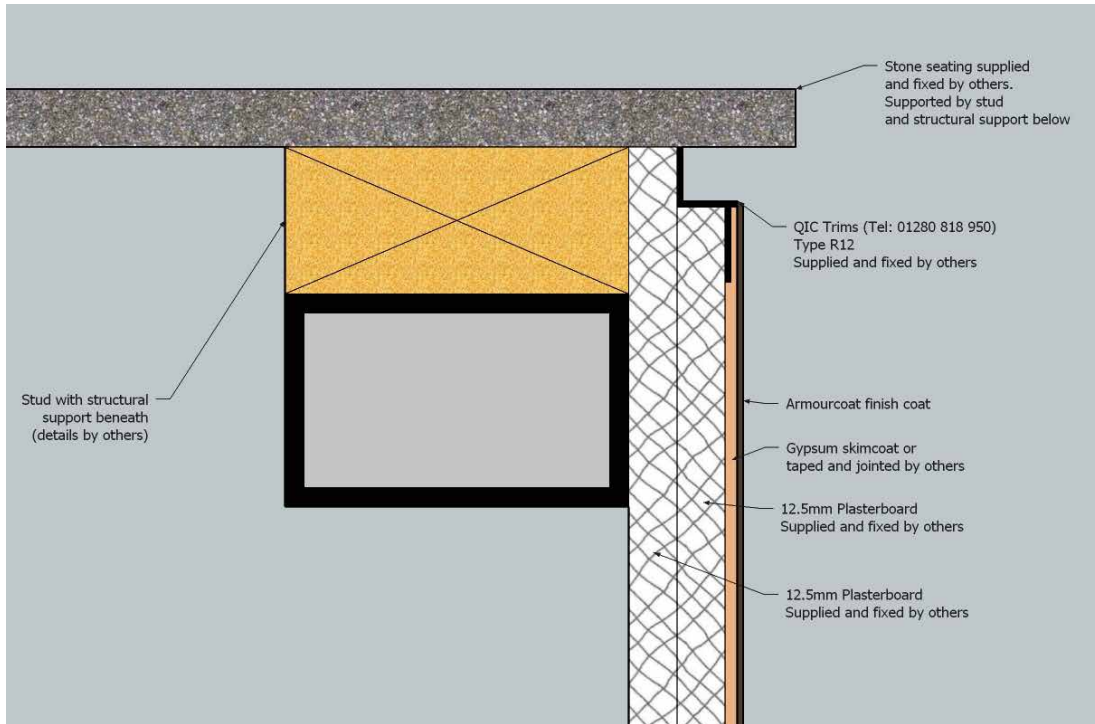 Stone seating supplied
and fixed by others.
Supported by stud
and structural support below
QIC Trims (Tel: 01280 818 950)
Type R12
Supplied and fixed by others
Stud with structural
support beneath
(details by others)
Armourcoat finish coat
Gypsum skimcoat or
taped and jointed by others
12.5mm Plasterboard
Supplied and fixed by others
12.5mm Plasterboard
Supplied and fixed by others